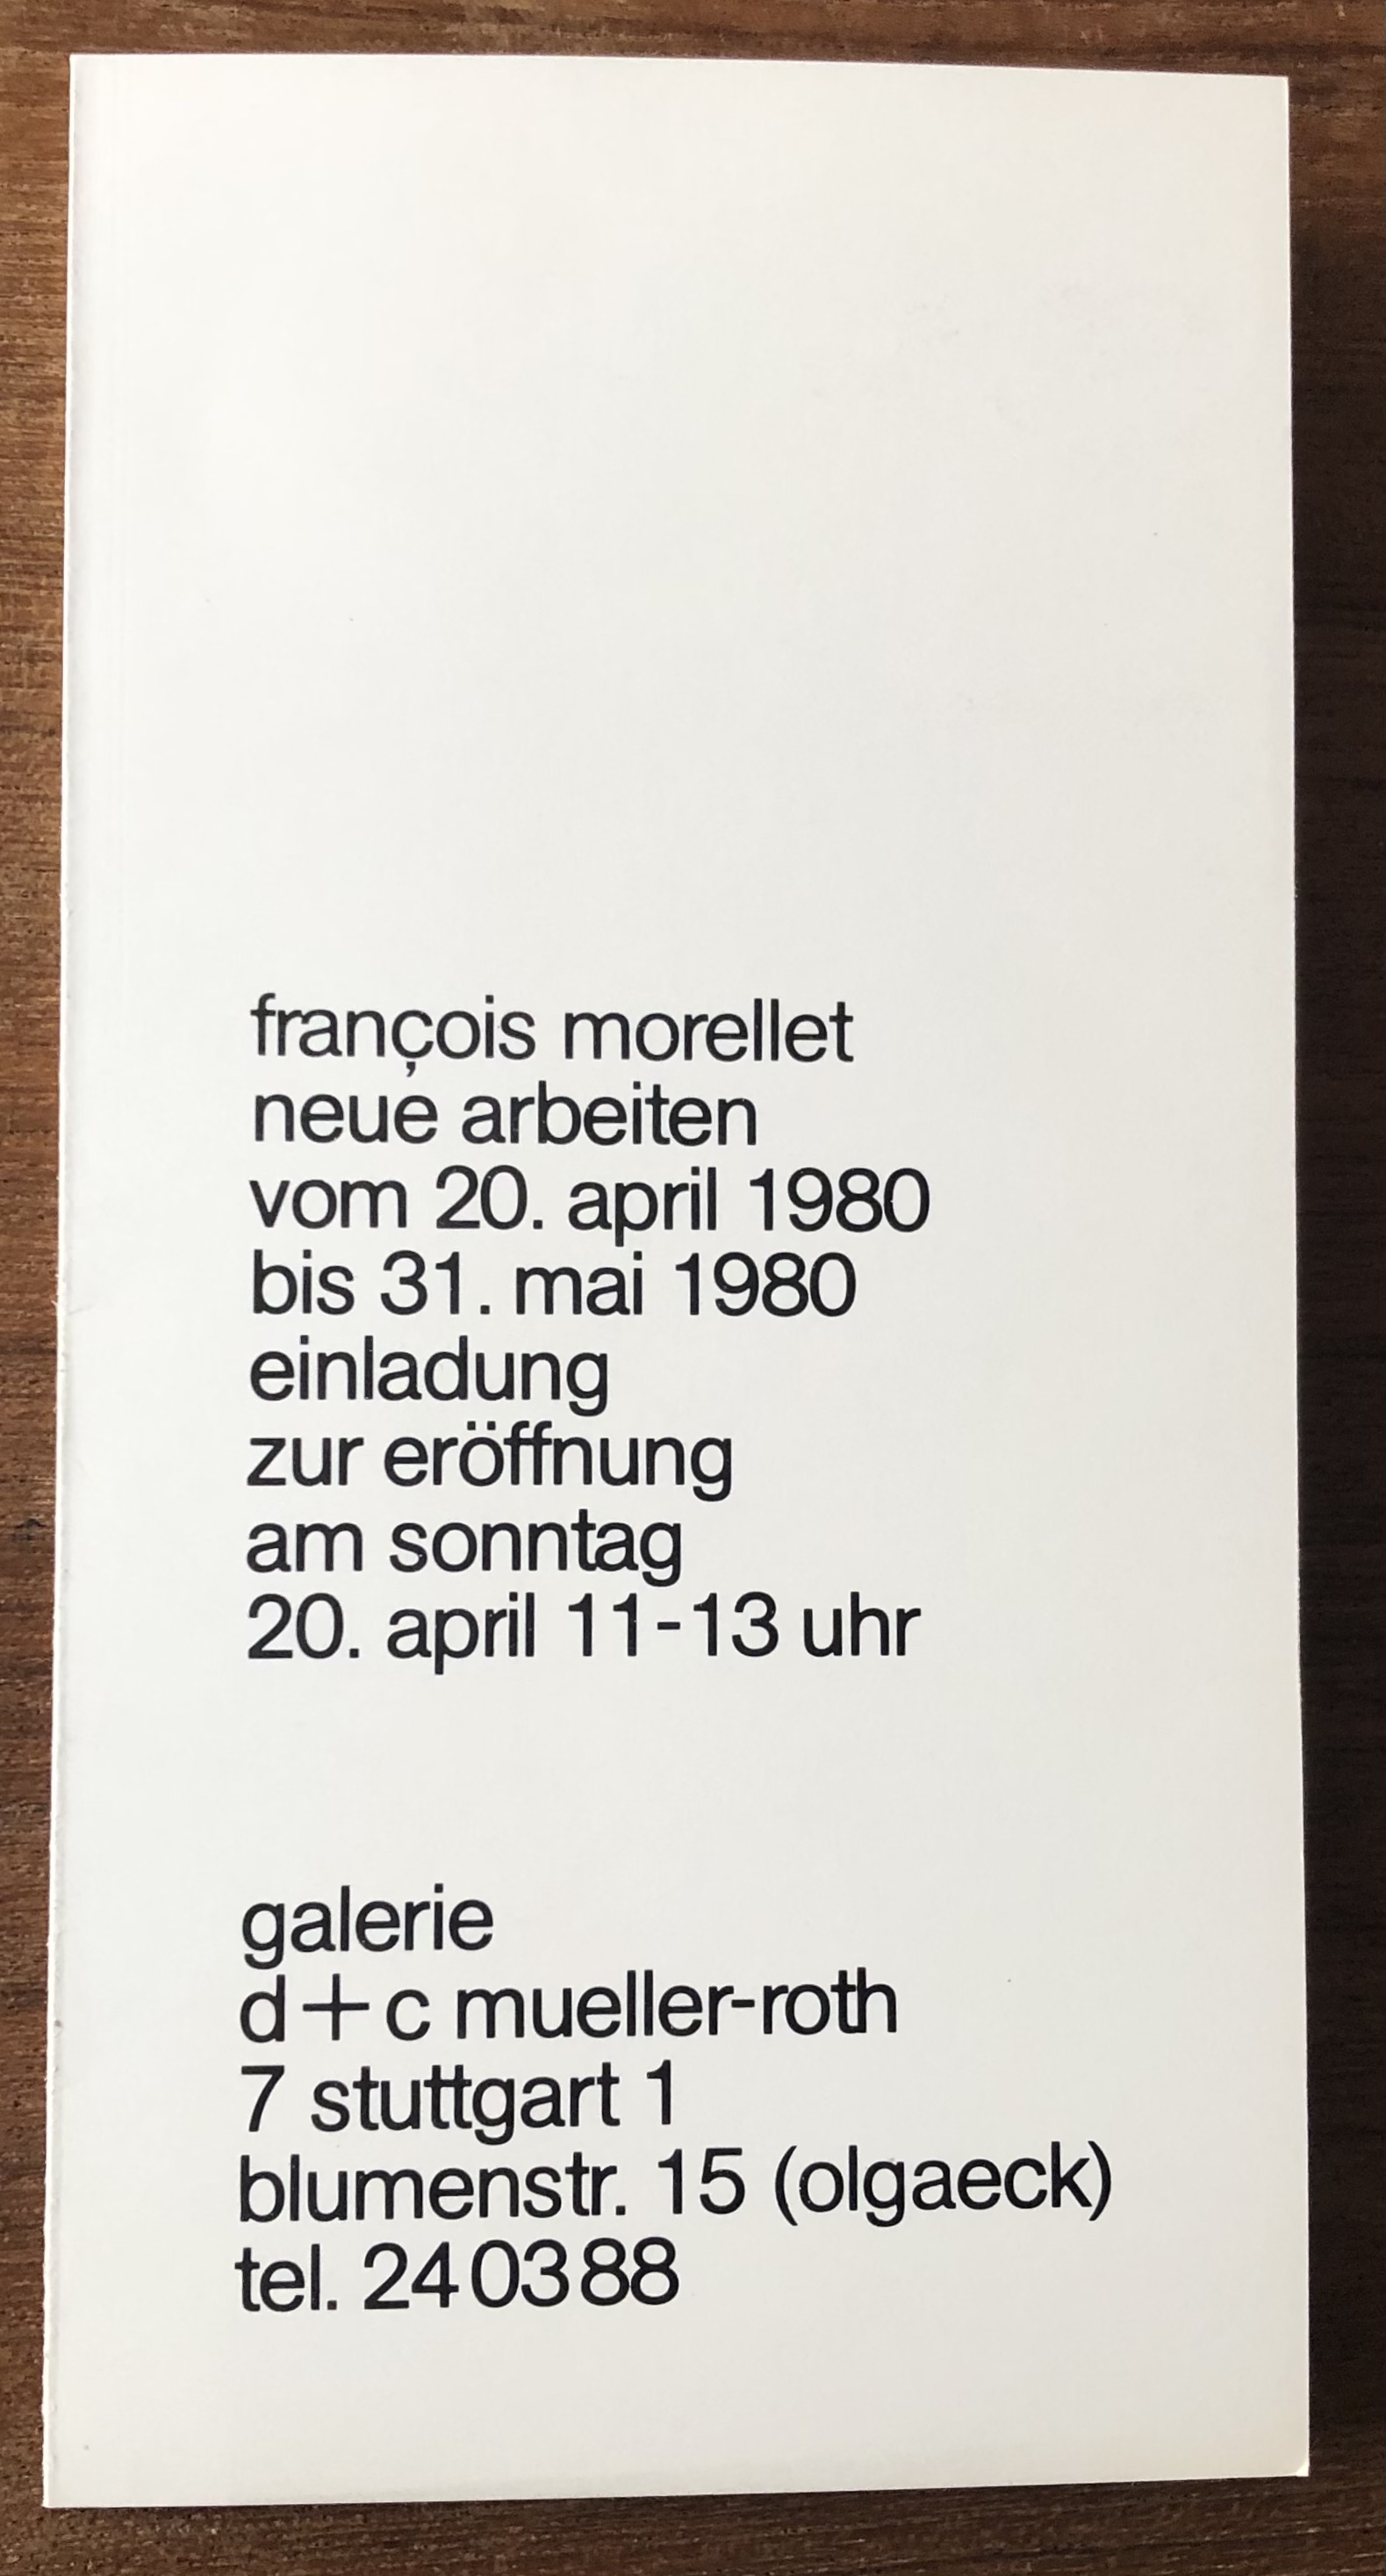 françois morellet
neue arbeiten
vom 20. april 1980
bis 31. mai 1980
einladung
zur eröffnung
am sonntag
20. april 11-13 uhr
galerie
d+c mueller-roth
7 stuttgart 1
blumenstr. 15 (olgaeck)
tel. 240388